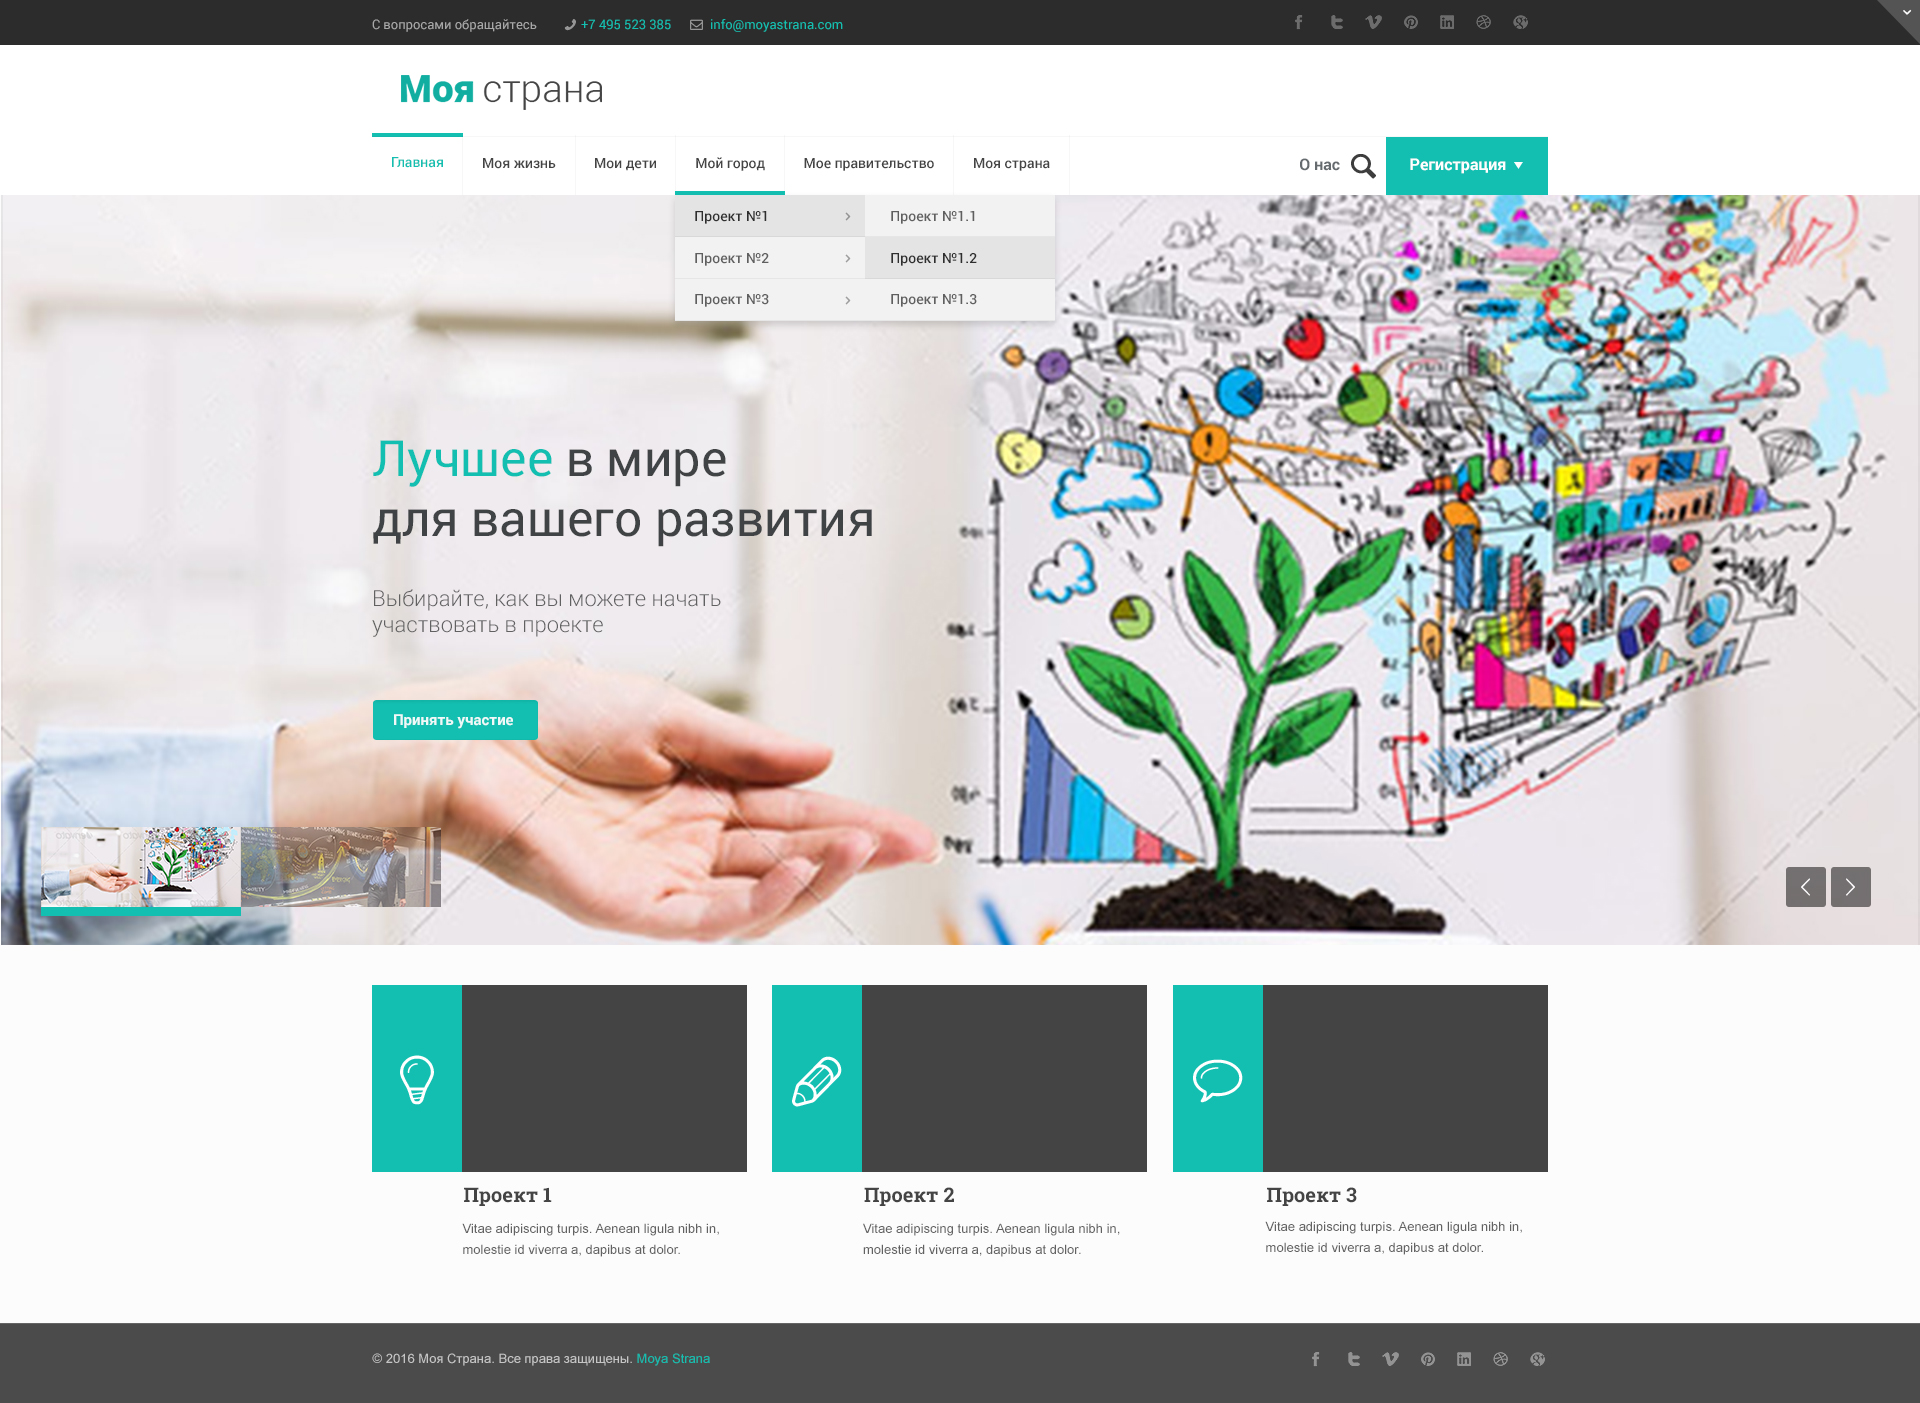 С вопросами обращайтесь +7 495 523 385 info@moyastrana.com
Моя страна
Главная Моя жизнь Мои дети Мой город Мое правительство Моя страна О нас Регистрация
Проект №1 Проект №1.1
Проект №2 Проект №1.2
Проект №3 Проект №1.3
Лучшее в мире
для вашего развития
Выбирайте, как вы можете начать
участвовать в проекте
Принять участие
Проект 1
Vitae adipiscing turpis. Aenean ligula nibh in,
molestie id viverra a, dapibus at dolor.
Проект 2
Vitae adipiscing turpis. Aenean ligula nibh in,
molestie id viverra a, dapibus at dolor.
Проект 3
Vitae adipiscing turpis. Aenean ligula nibh in,
molestie id viverra a, dapibus at dolor.
© 2016 Моя Страна. Все права защищены. Moya Strana